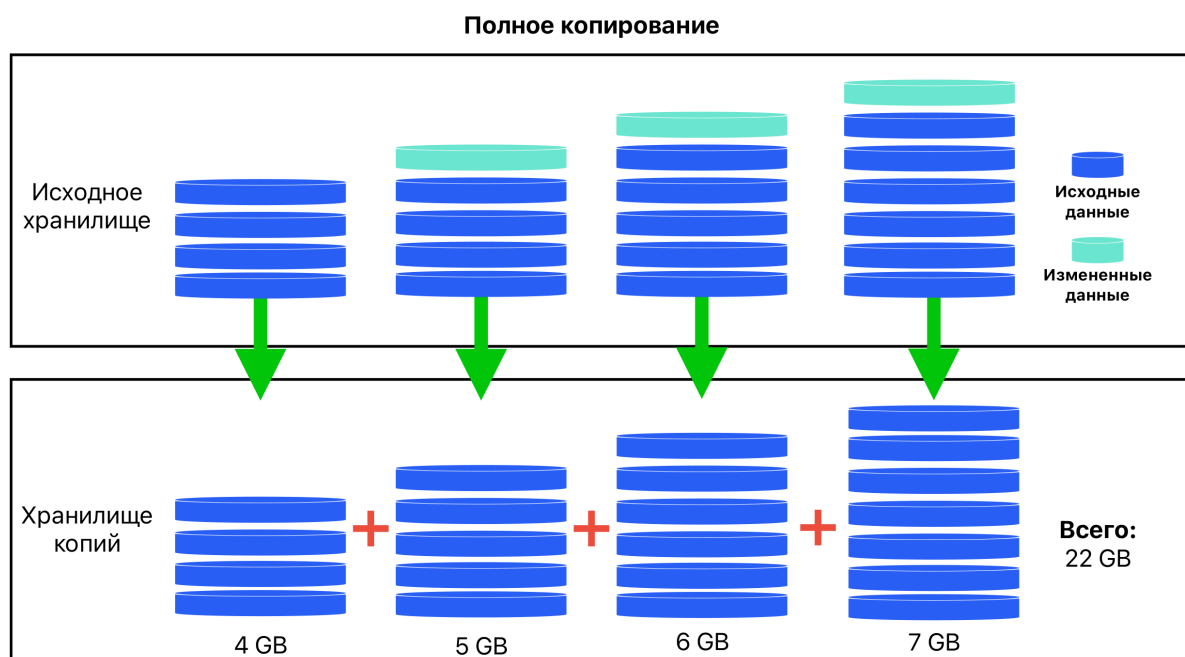 Полное копирование
Исходное
хранилище
Исходные
данные
Измененные
данные
Хранилище
копий
Всего:
22 GB
4 GB
5 GB
6 GB
7 GB